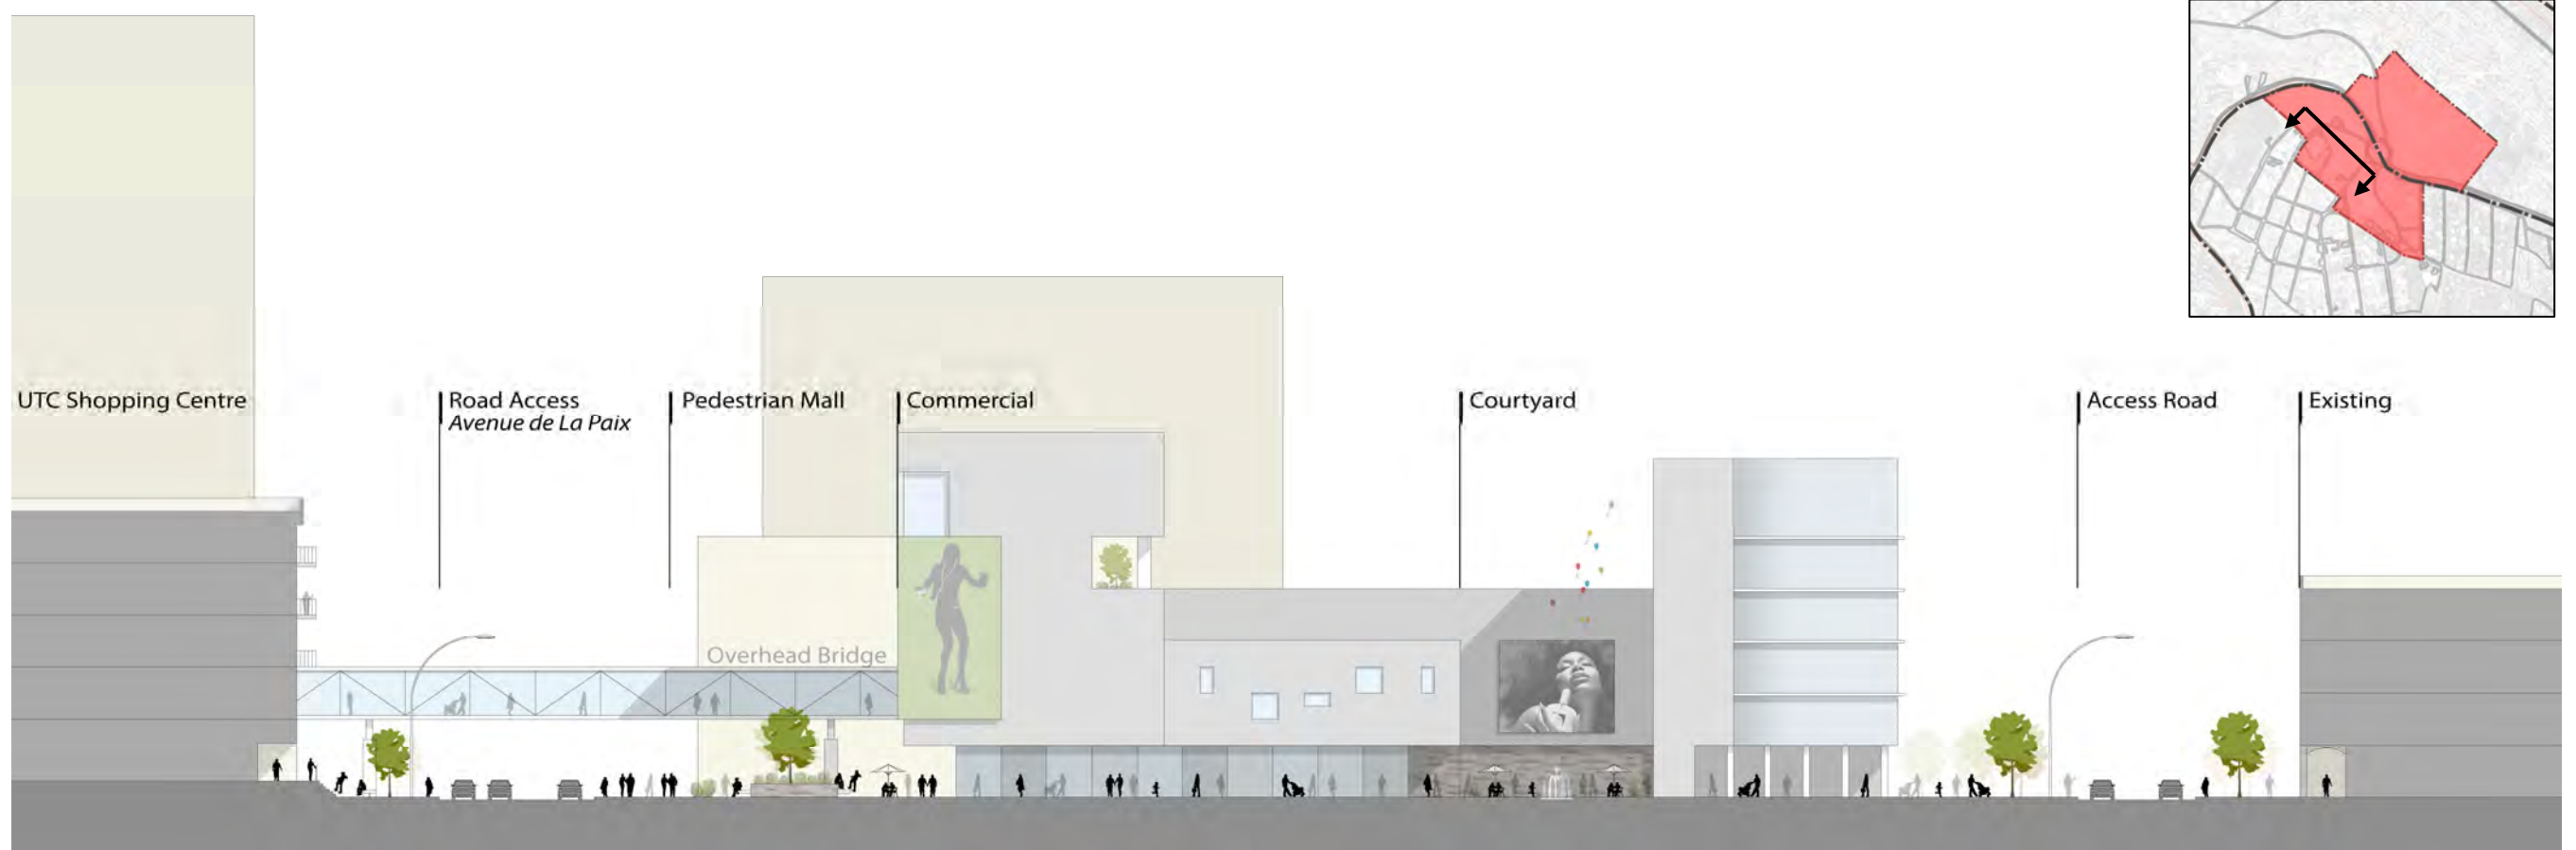 UTC Shopping Centre
Road Access
Avenue de La Paix
Pedestrian Mall
Commercial
Courtyard
Access Road
Existing
Overhead Bridge